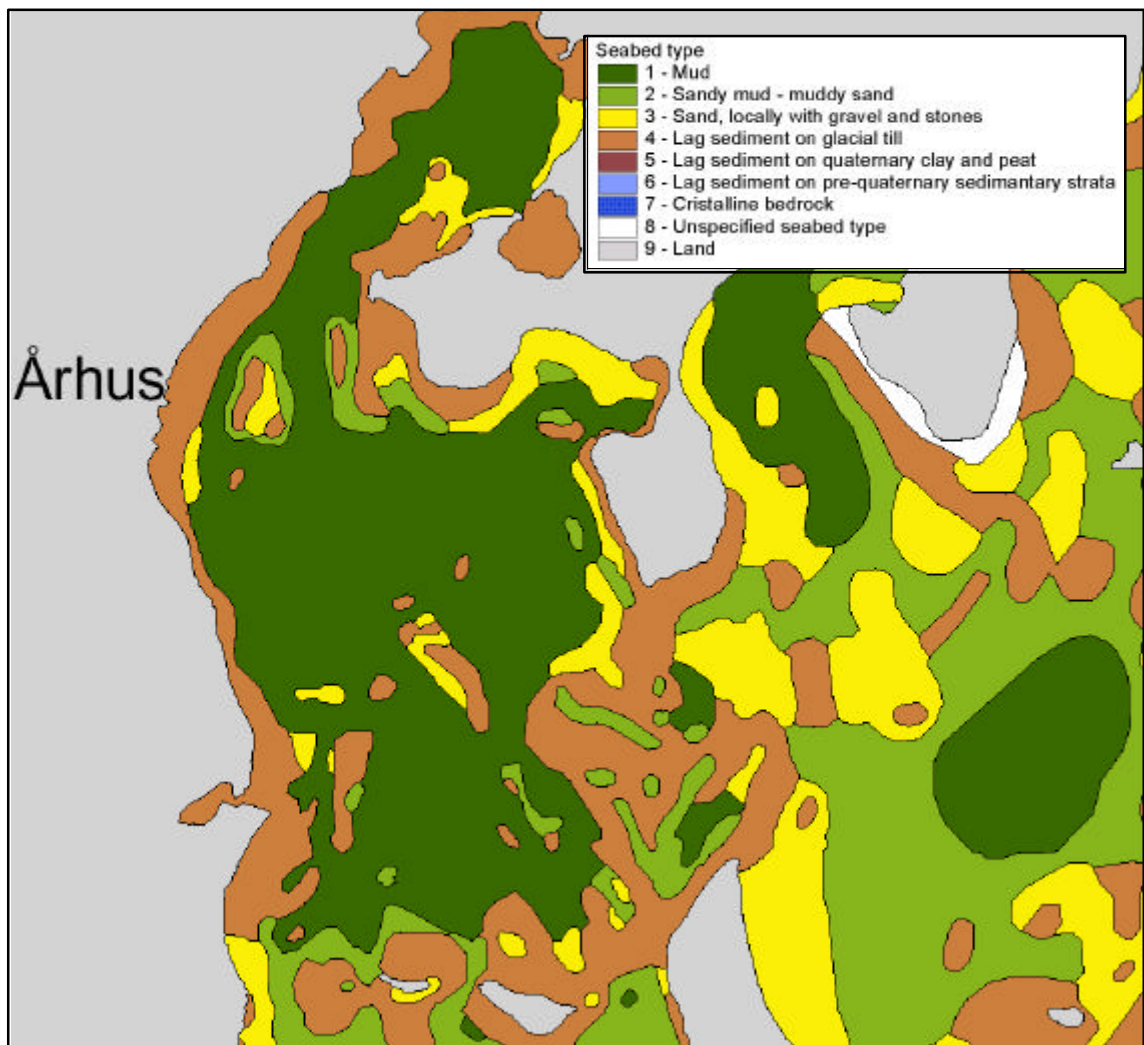 Seabed type
1 - Mud
2 - Sandy mud - muddy sand
3 - Sand, locally with gravel and stones
4 - Lag sediment on glacial till
5 - Lag sediment on quaternary clay and peat
6 - Lag sediment on pre-quaternary sedimantary strata
7 - Cristalline bedrock
8 - Unspecified seabed type
9 - Land
Århus